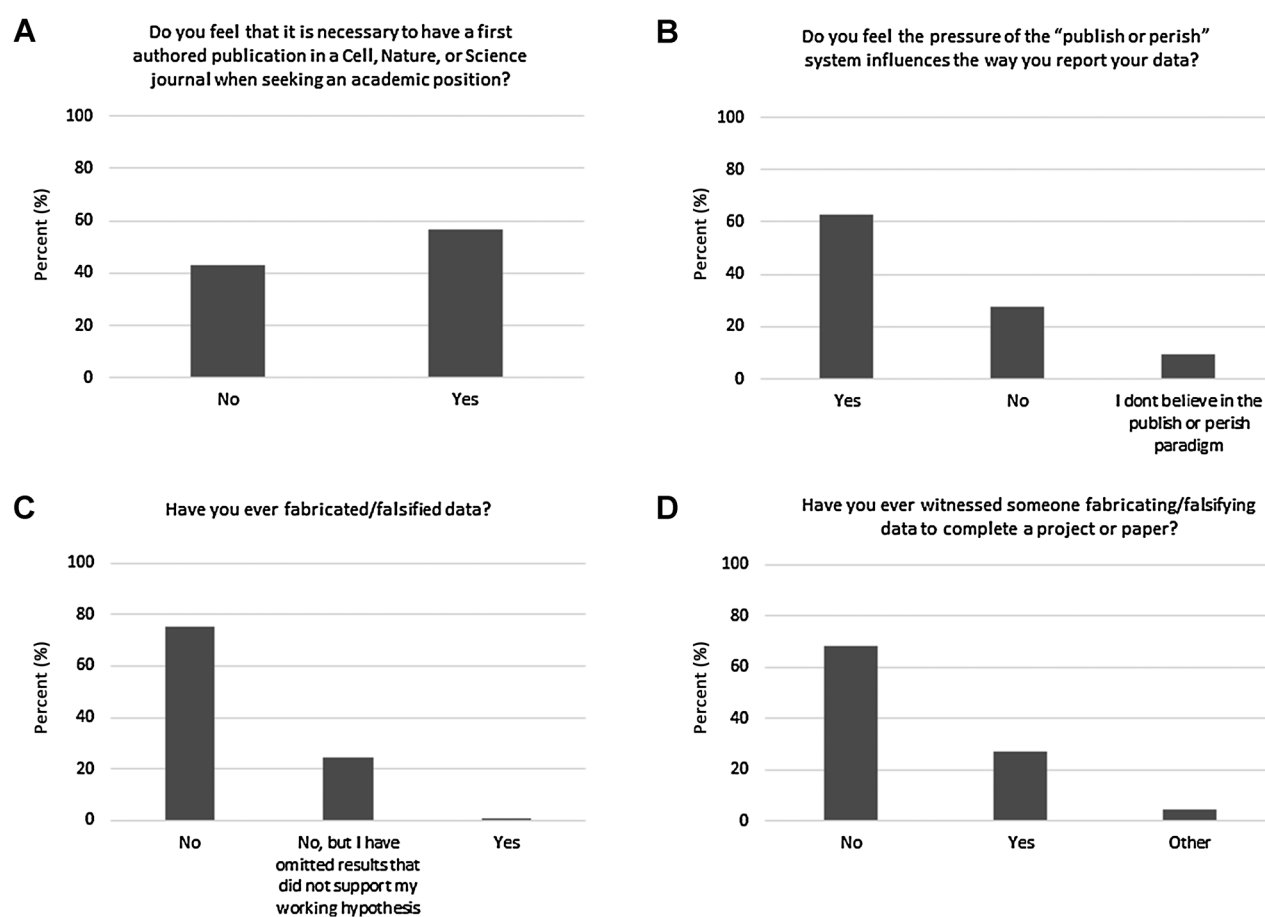 A
Do you feel that it is necessary to have a first
authored publication in a Cell, Nature, or Science
journal when seeking an academic position?
Percent (%)
100
80
60
40
20
0
No
Yes
B
Do you feel the pressure of the “publish or perish”
system influences the way you report your data?
Percent (%)
100
80
60
40
20
0
Yes
No
I dont believe in the
publish or perish
paradigm
C
Have you ever fabricated/falsified data?
Percent (%)
100
80
60
40
20
0
No
No, but I have
omitted results that
did not support my
working hypothesis
Yes
D
Have you ever witnessed someone fabricating/falsifying
data to complete a project or paper?
Percent (%)
100
80
60
40
20
0
No
Yes
Other